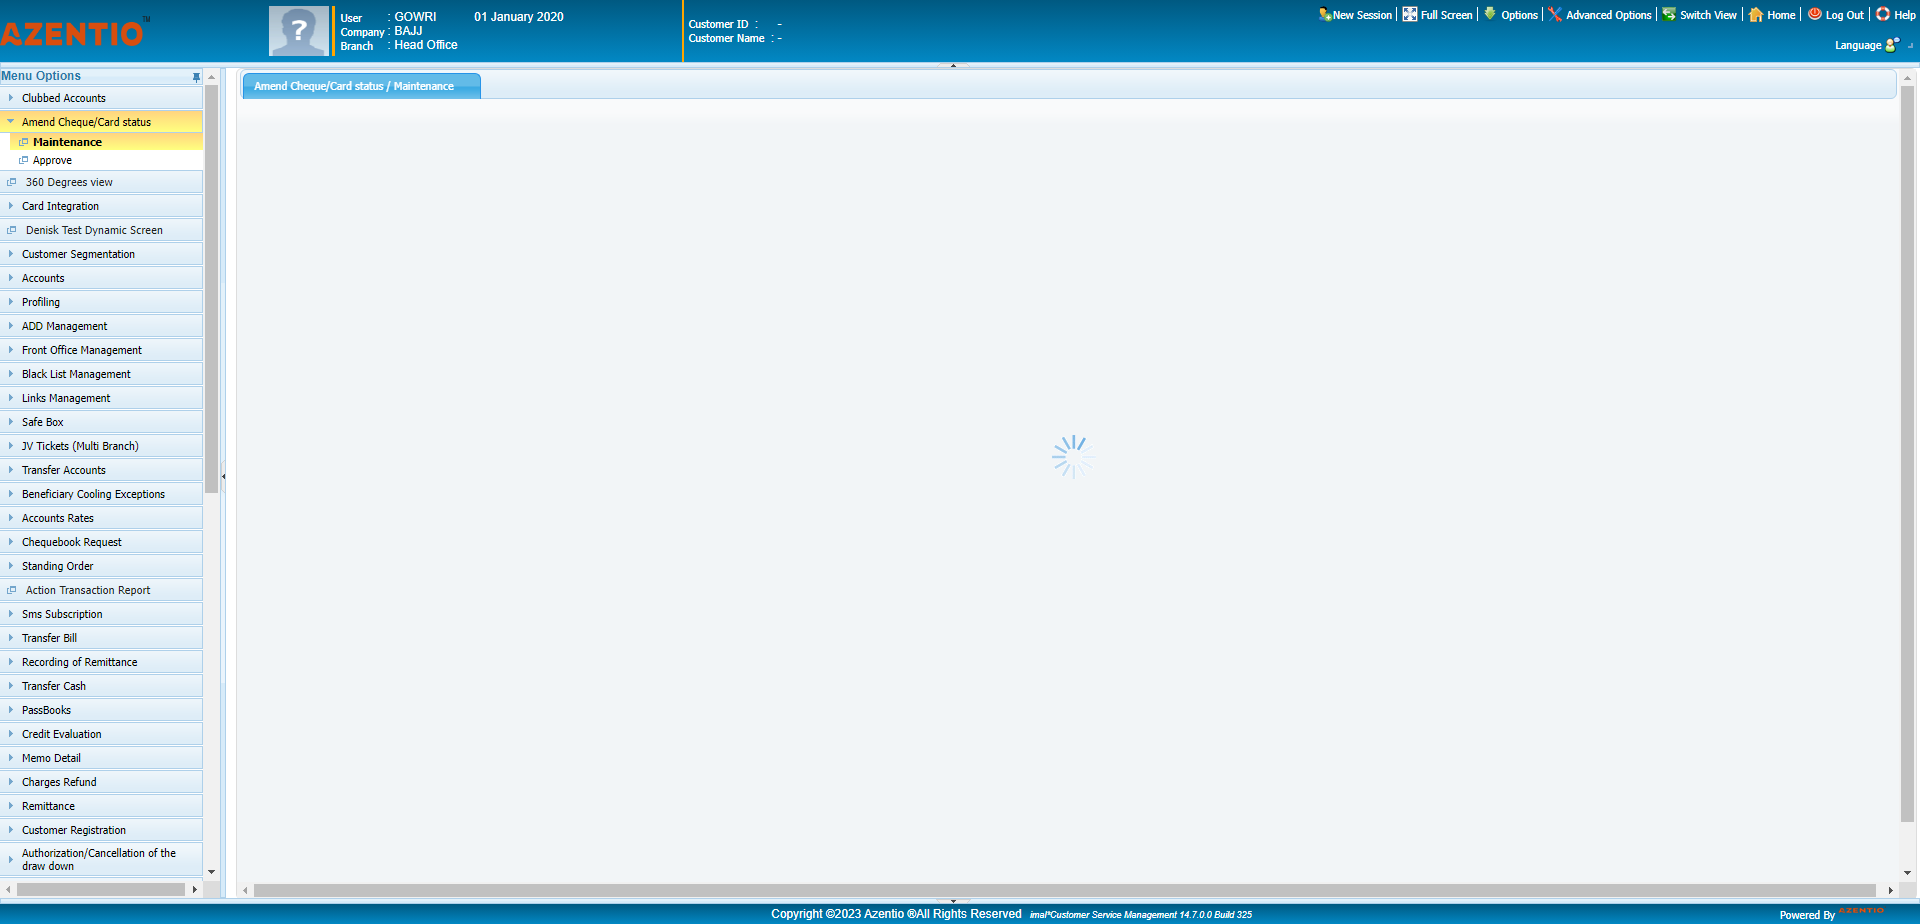 AZENTIO™
User : GOWRI 01 January 2020
Company : BAJJ
Branch : Head Office
Customer ID : -
Customer Name : -
New Session Full Screen Options Advanced Options Switch View Home Log Out Help
Language
Menu Options
Clubbed Accounts
Amend Cheque/Card status
Maintenance
Approve
360 Degrees view
Card Integration
Denisk Test Dynamic Screen
Customer Segmentation
Accounts
Profiling
ADD Management
Front Office Management
Black List Management
Links Management
Safe Box
JV Tickets (Multi Branch)
Transfer Accounts
Beneficiary Cooling Exceptions
Accounts Rates
Chequebook Request
Standing Order
Action Transaction Report
Sms Subscription
Transfer Bill
Recording of Remittance
Transfer Cash
PassBooks
Credit Evaluation
Memo Detail
Charges Refund
Remittance
Customer Registration
Authorization/Cancellation of the
draw down
Amend Cheque/Card status / Maintenance
Copyright ©2023 Azentio ®All Rights Reserved imal®Customer Service Management 14.7.0.0 Build 325
Powered By AZENTIO